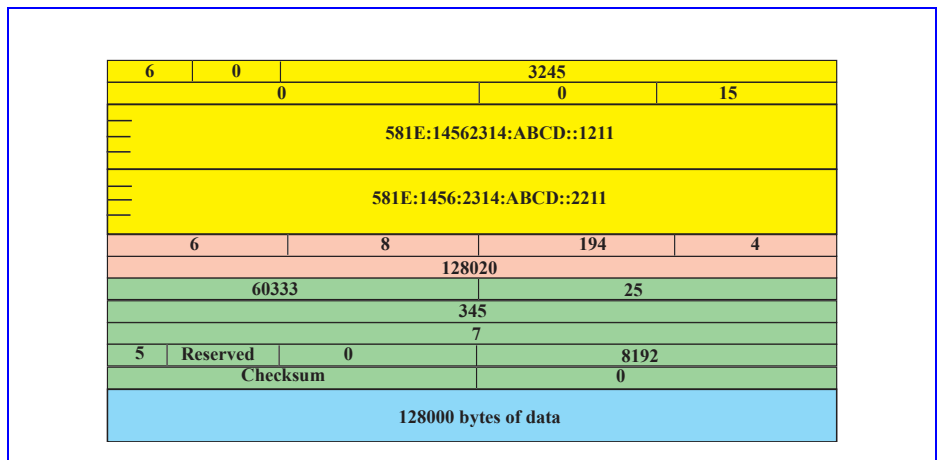 6 0 3245
0 0 15
581E:14562314:ABCD::1211
581E:1456:2314:ABCD::2211
6 8 194 4
128020
60333 25
345
7
5 Reserved 0 8192
Checksum 0
128000 bytes of data